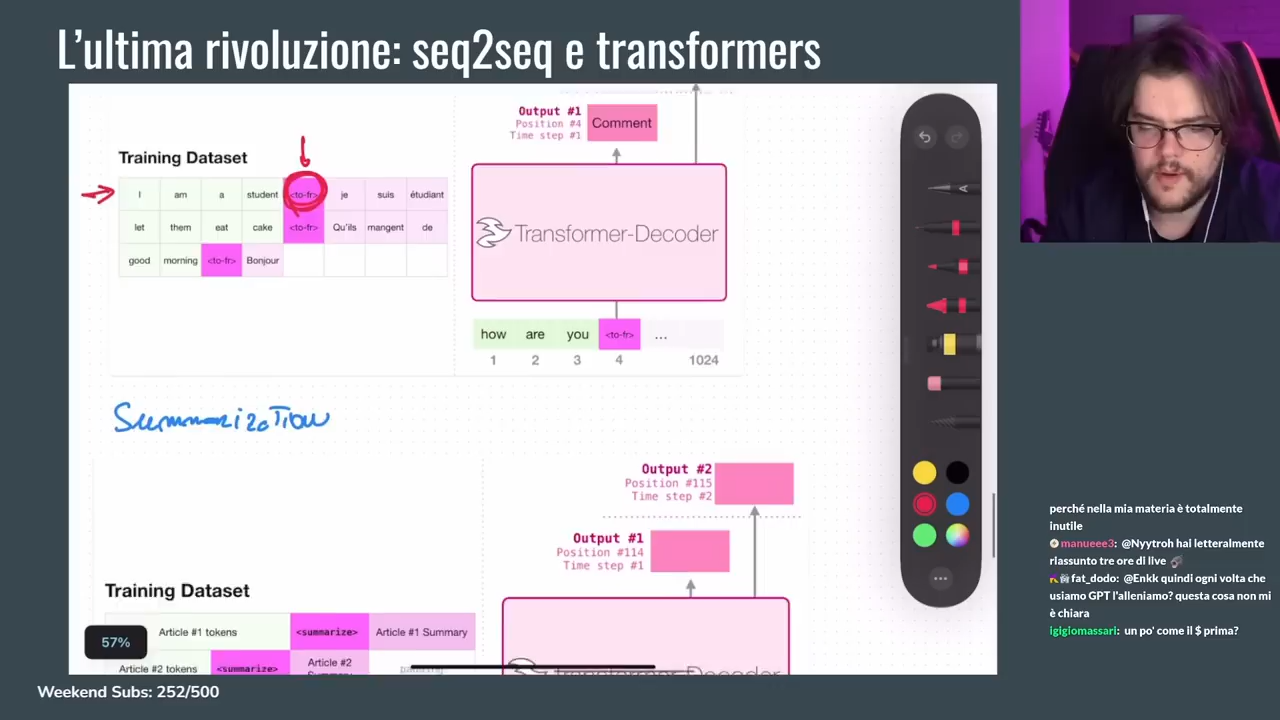 L'ultima rivoluzione: seq2seq e transformers
Output #1
Position #4
Time step #1
Comment
Training Dataset
I am a student <to-fr> je suis étudiant
let them eat cake <to-fr> Qu'ils mangent de
good morning <to-fr> Bonjour
Transformer-Decoder
how are you <to-fr> ...
1 2 3 4 1024
Summarization
Output #2
Position #115
Time step #2
Output #1
Position #114
Time step #1
Training Dataset
Article #1 tokens <summarize> Article #1 Summary
Article #2 tokens <summarize> Article #2 Summary padding
Transformer-Decoder
57%
A
perché nella mia materia è totalmente
inutile
manueee3: @Nyytroh hai letteralmente
riassunto tre ore di live
fat_dodo: @Enkk quindi ogni volta che
usiamo GPT l'alleniamo? questa cosa non mi
è chiara
igigiomassari: un po' come il $ prima?
Weekend Subs: 252/500